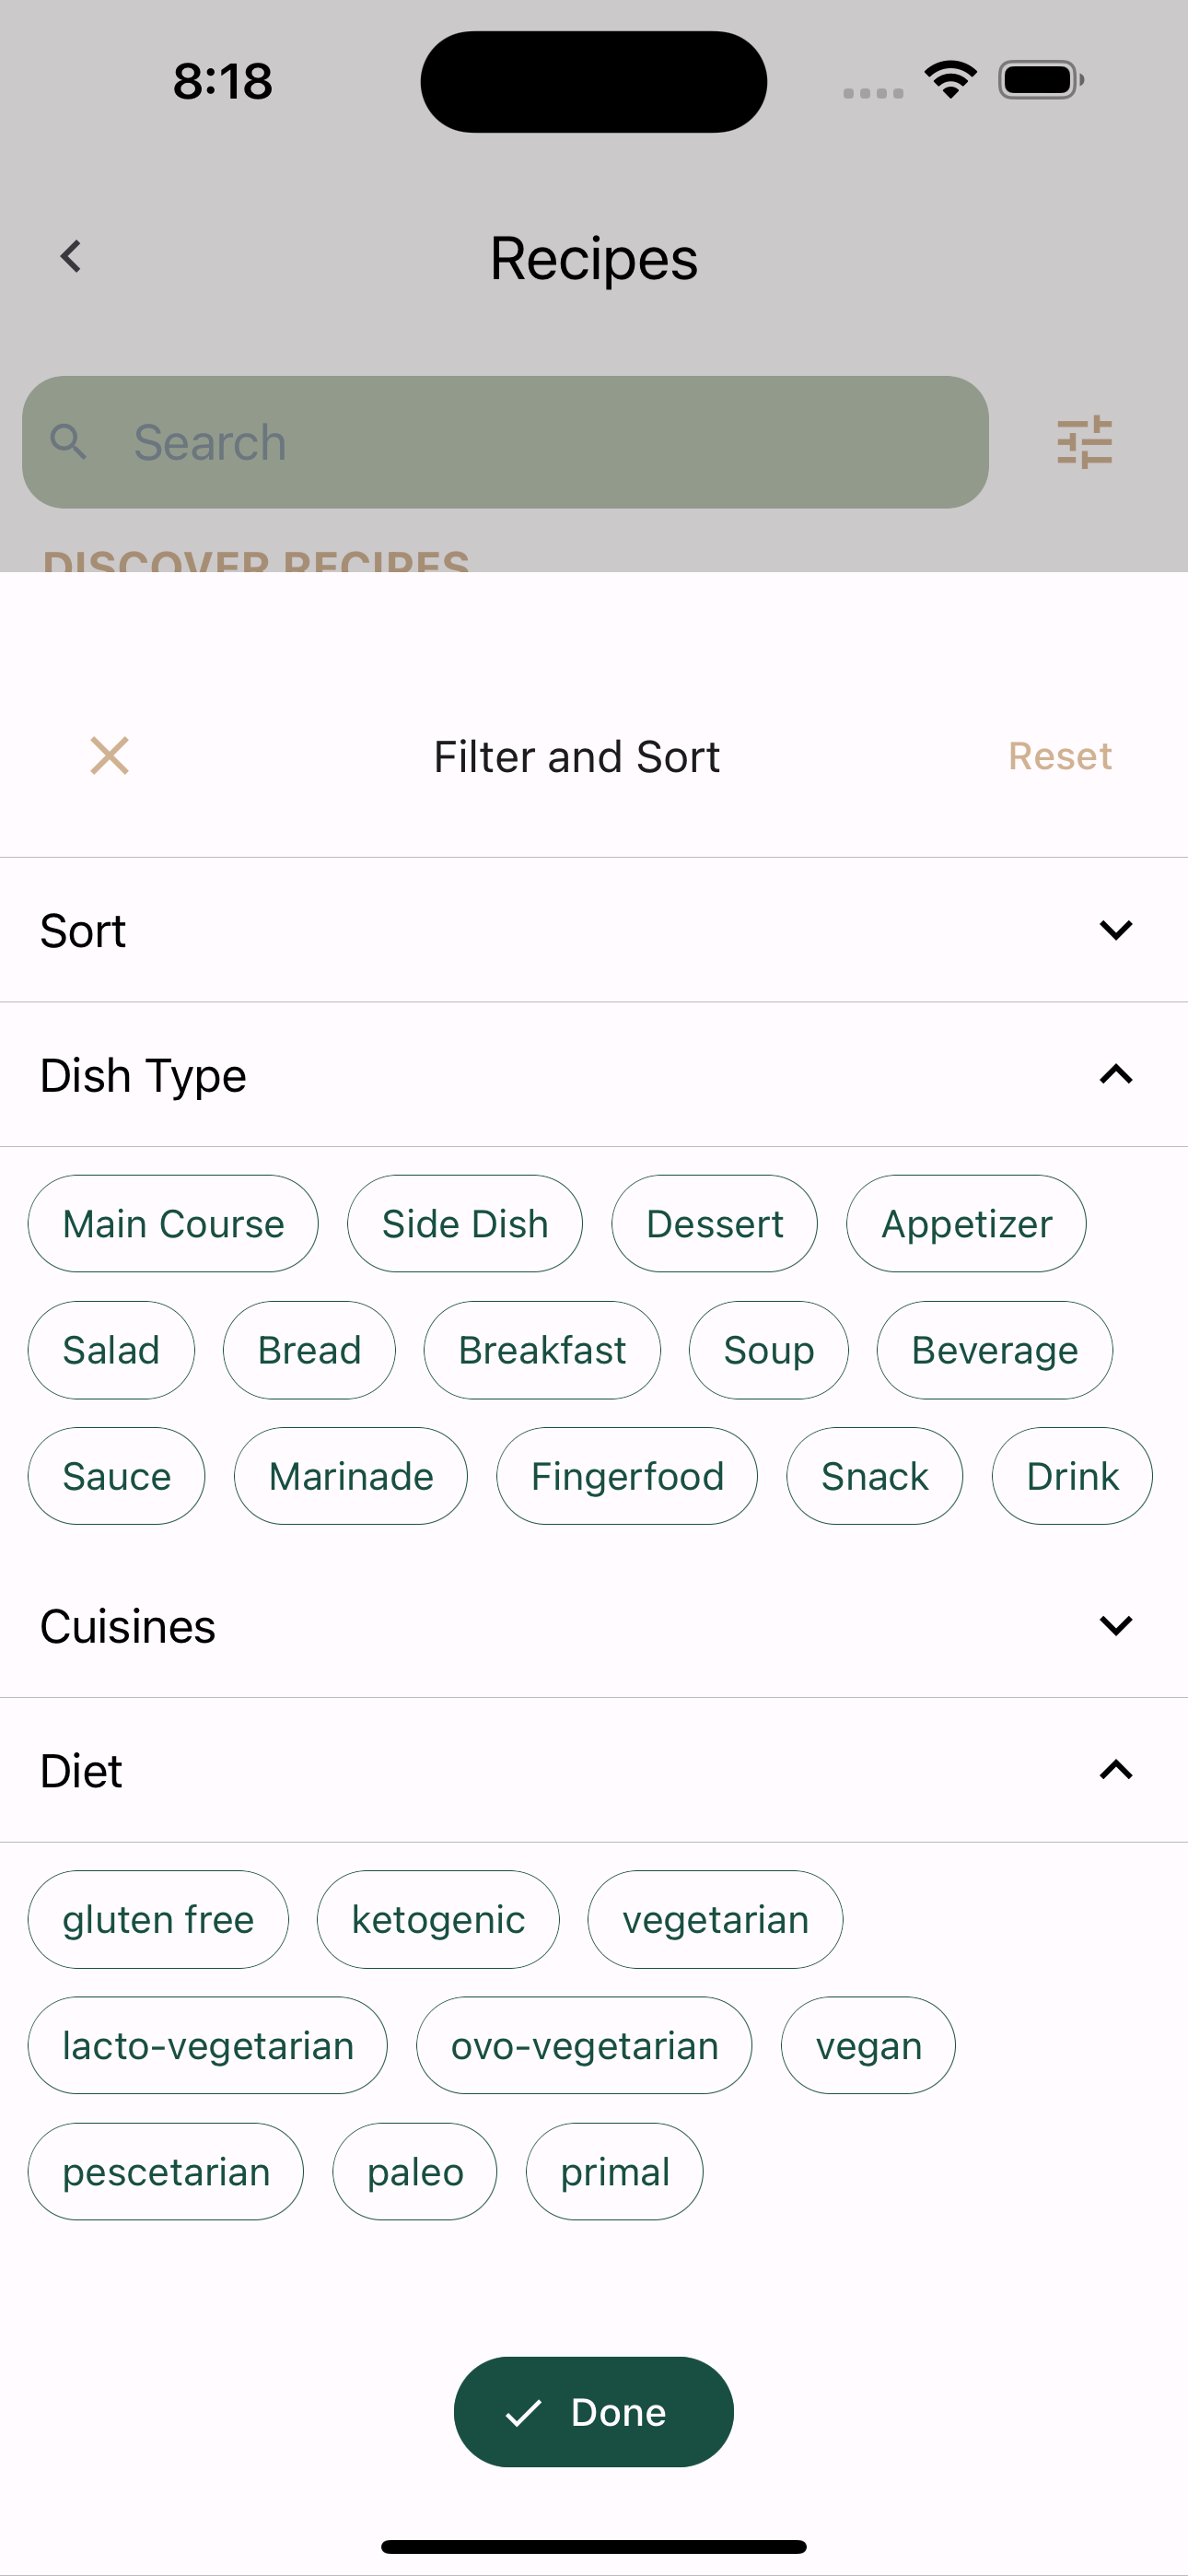 8:18
Recipes
Search
DISCOVER RECIPES
Filter and Sort Reset
Sort
Dish Type
Main Course Side Dish Dessert Appetizer
Salad Bread Breakfast Soup Beverage
Sauce Marinade Fingerfood Snack Drink
Cuisines
Diet
gluten free ketogenic vegetarian
lacto-vegetarian ovo-vegetarian vegan
pescetarian paleo primal
Done